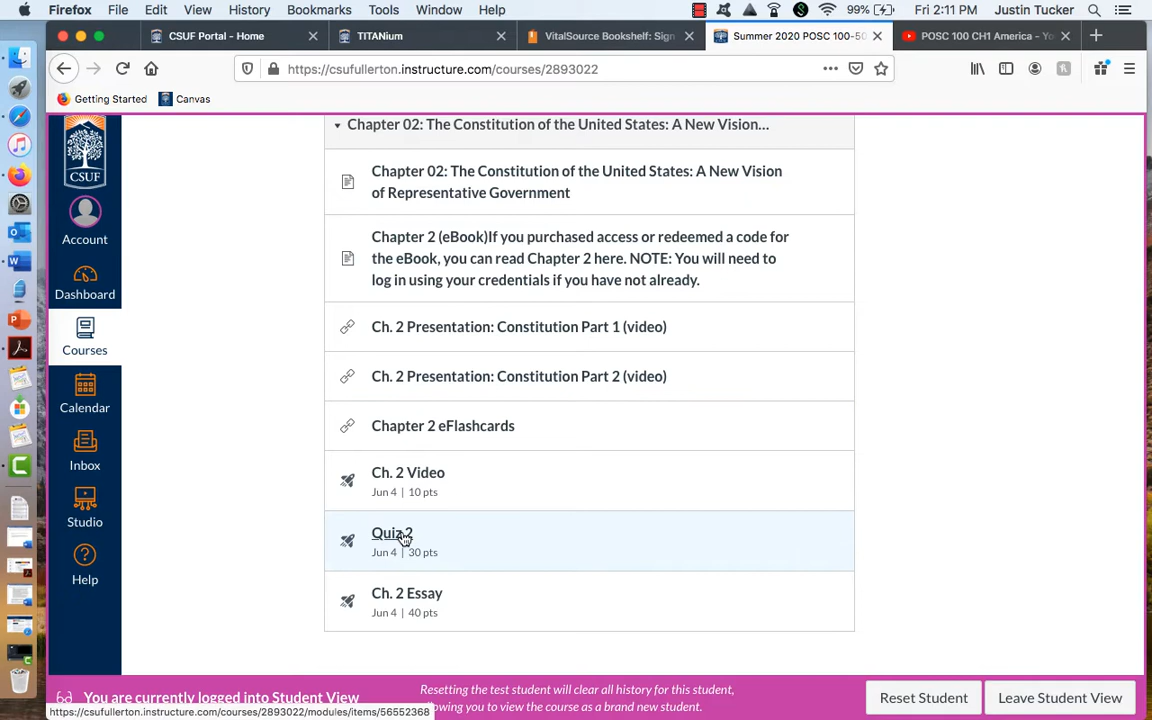 Firefox File Edit View History Bookmarks Tools Window Help 99% Fri 2:11 PM Justin Tucker
CSUF Portal - Home TITANium VitalSource Bookshelf: Sign Summer 2020 POSC 100-50 POSC 100 CH1 America - Yo
https://csufullerton.instructure.com/courses/2893022
Getting Started Canvas
CSUF
Account
Dashboard
Courses
Calendar
Inbox
Studio
Help
Chapter 02: The Constitution of the United States: A New Vision...
Chapter 02: The Constitution of the United States: A New Vision
of Representative Government
Chapter 2 (eBook)If you purchased access or redeemed a code for
the eBook, you can read Chapter 2 here. NOTE: You will need to
log in using your credentials if you have not already.
Ch. 2 Presentation: Constitution Part 1 (video)
Ch. 2 Presentation: Constitution Part 2 (video)
Chapter 2 eFlashcards
Ch. 2 Video
Jun 4 | 10 pts
Quiz 2
Jun 4 | 30 pts
Ch. 2 Essay
Jun 4 | 40 pts
You are currently logged into Student View
Resetting the test student will clear all history for this student,
owing you to view the course as a brand new student.
Reset Student Leave Student View
https://csufullerton.instructure.com/courses/2893022/modules/items/56552368